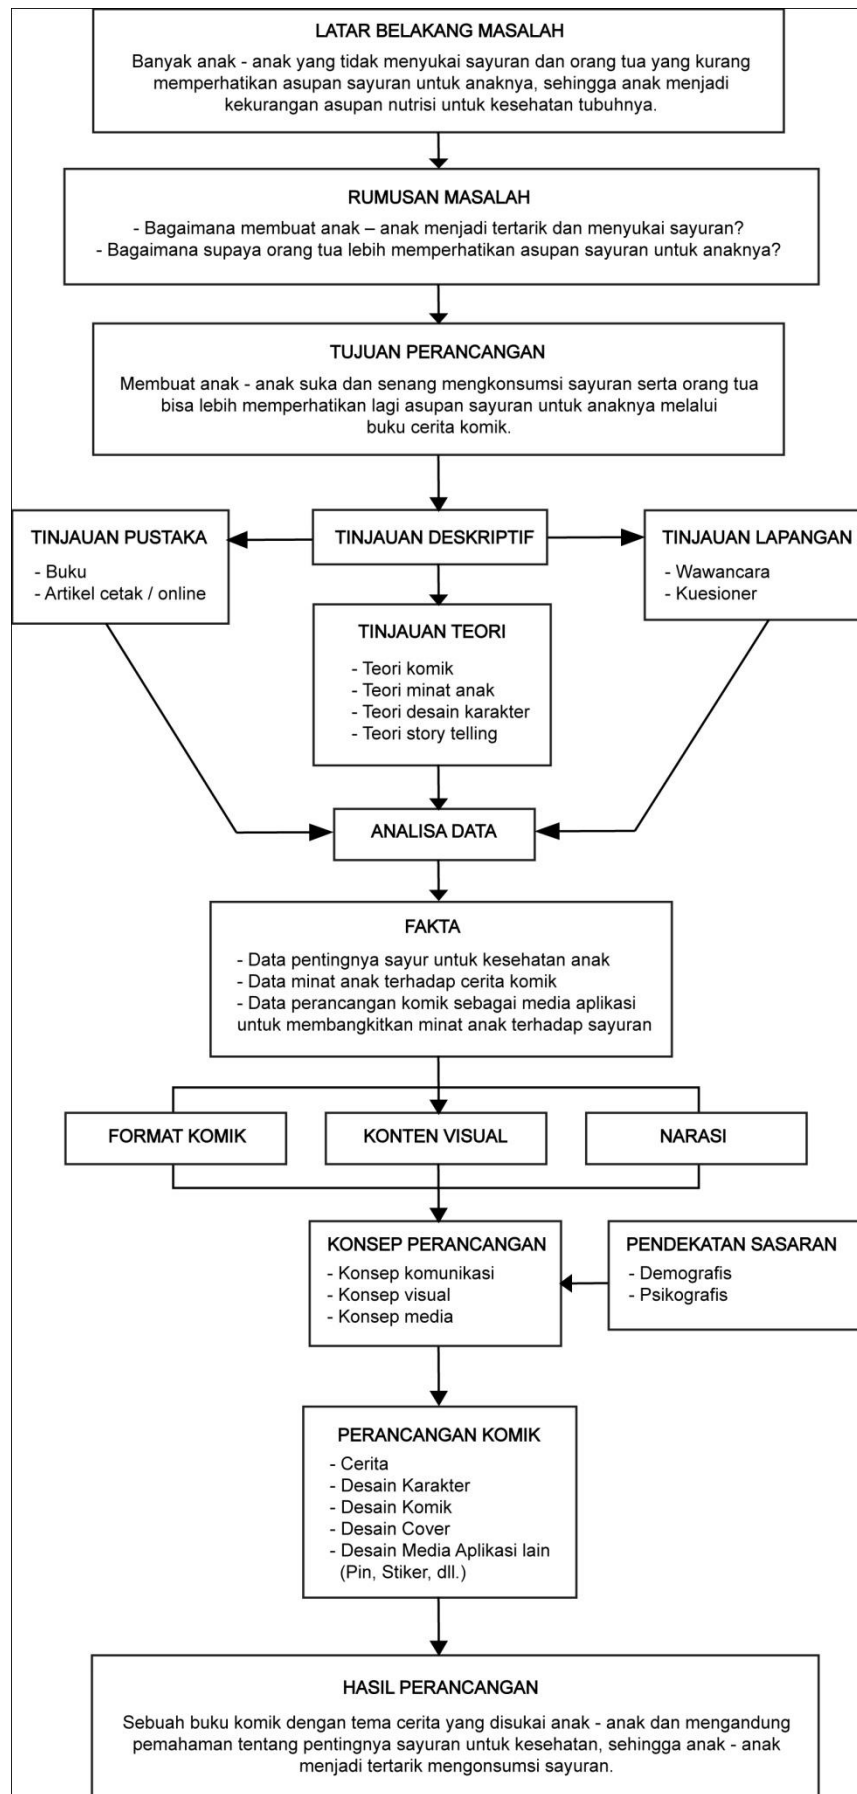 LATAR BELAKANG MASALAH
Banyak anak - anak yang tidak menyukai sayuran dan orang tua yang kurang
memperhatikan asupan sayuran untuk anaknya, sehingga anak menjadi
kekurangan asupan nutrisi untuk kesehatan tubuhnya.
RUMUSAN MASALAH
- Bagaimana membuat anak – anak menjadi tertarik dan menyukai sayuran?
- Bagaimana supaya orang tua lebih memperhatikan asupan sayuran untuk anaknya?
TUJUAN PERANCANGAN
Membuat anak - anak suka dan senang mengkonsumsi sayuran serta orang tua
bisa lebih memperhatikan lagi asupan sayuran untuk anaknya melalui
buku cerita komik.
TINJAUAN PUSTAKA
- Buku
- Artikel cetak / online
TINJAUAN DESKRIPTIF
TINJAUAN LAPANGAN
- Wawancara
- Kuesioner
TINJAUAN TEORI
- Teori komik
- Teori minat anak
- Teori desain karakter
- Teori story telling
ANALISA DATA
FAKTA
- Data pentingnya sayur untuk kesehatan anak
- Data minat anak terhadap cerita komik
- Data perancangan komik sebagai media aplikasi
untuk membangkitkan minat anak terhadap sayuran
FORMAT KOMIK
KONTEN VISUAL
NARASI
KONSEP PERANCANGAN
- Konsep komunikasi
- Konsep visual
- Konsep media
PENDEKATAN SASARAN
- Demografis
- Psikografis
PERANCANGAN KOMIK
- Cerita
- Desain Karakter
- Desain Komik
- Desain Cover
- Desain Media Aplikasi lain
(Pin, Stiker, dll.)
HASIL PERANCANGAN
Sebuah buku komik dengan tema cerita yang disukai anak - anak dan mengandung
pemahaman tentang pentingnya sayuran untuk kesehatan, sehingga anak - anak
menjadi tertarik mengonsumsi sayuran.